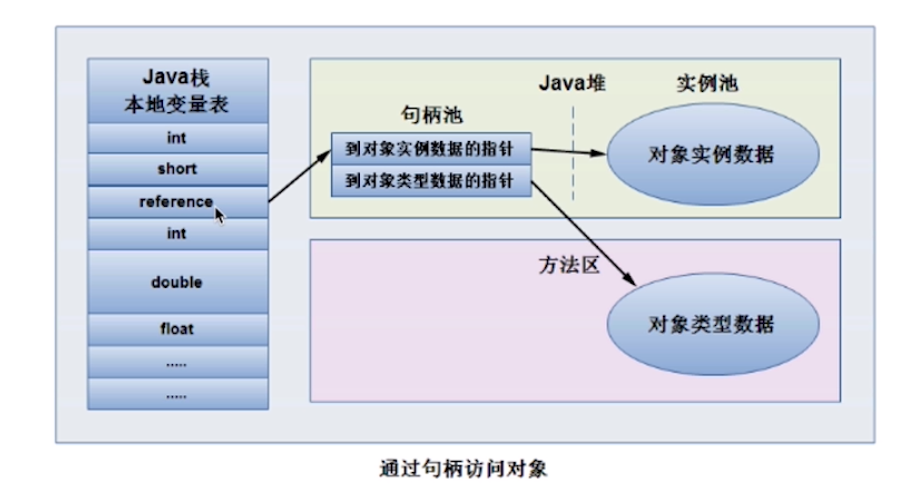 Java栈
本地变量表
int
short
reference
int
double
float
.....
.....
Java堆
实例池
句柄池
到对象实例数据的指针
到对象类型数据的指针
对象实例数据
方法区
对象类型数据
通过句柄访问对象